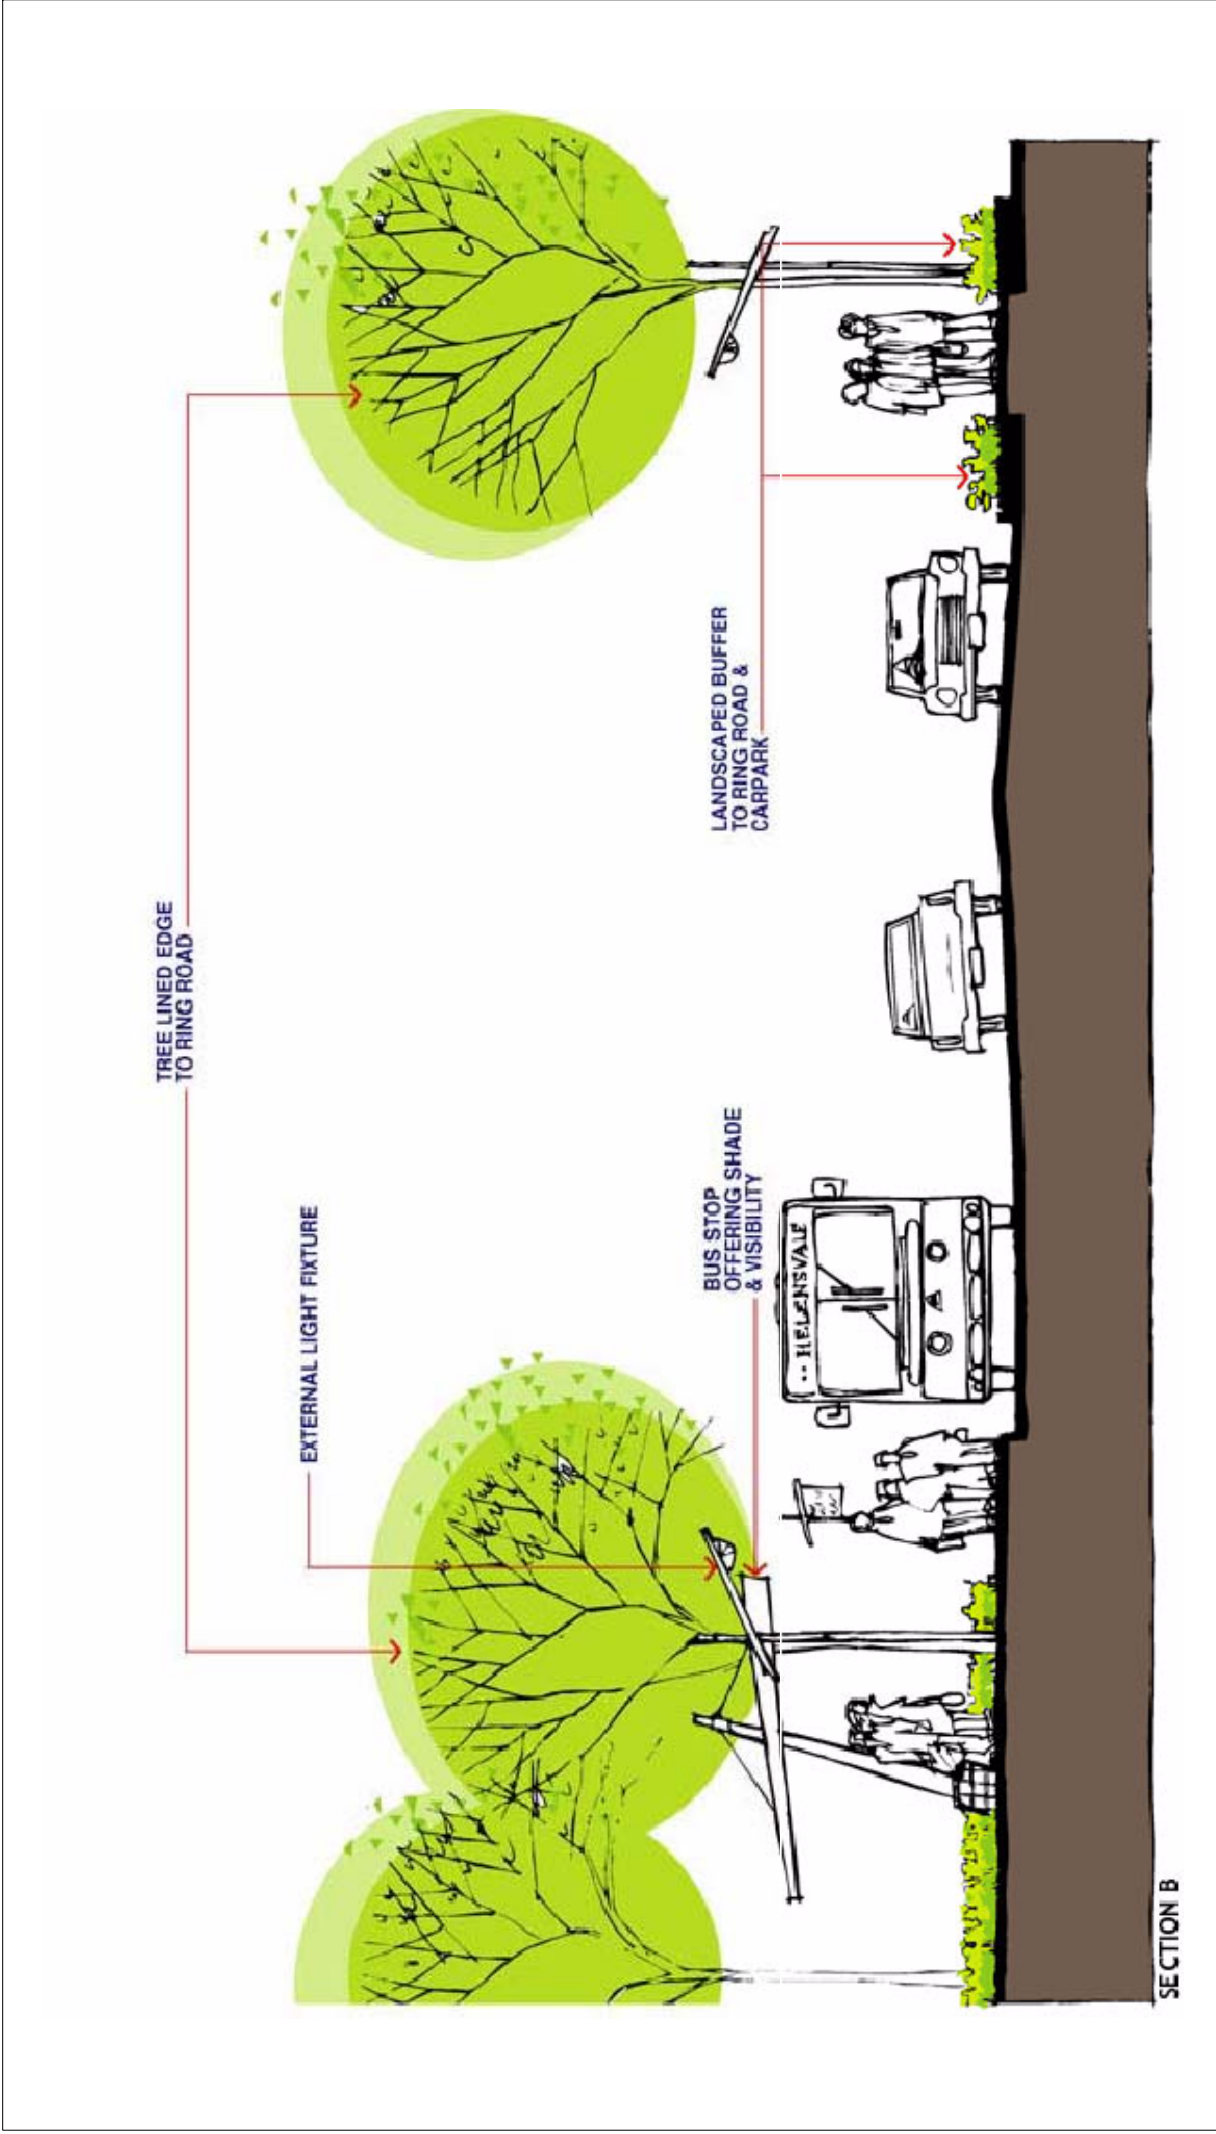 TREE LINED EDGE
TO RING ROAD
EXTERNAL LIGHT FIXTURE
LANDSCAPED BUFFER
TO RING ROAD &
CARPARK
BUS STOP
OFFERING SHADE
& VISIBILITY
HELENSVALE
SECTION B